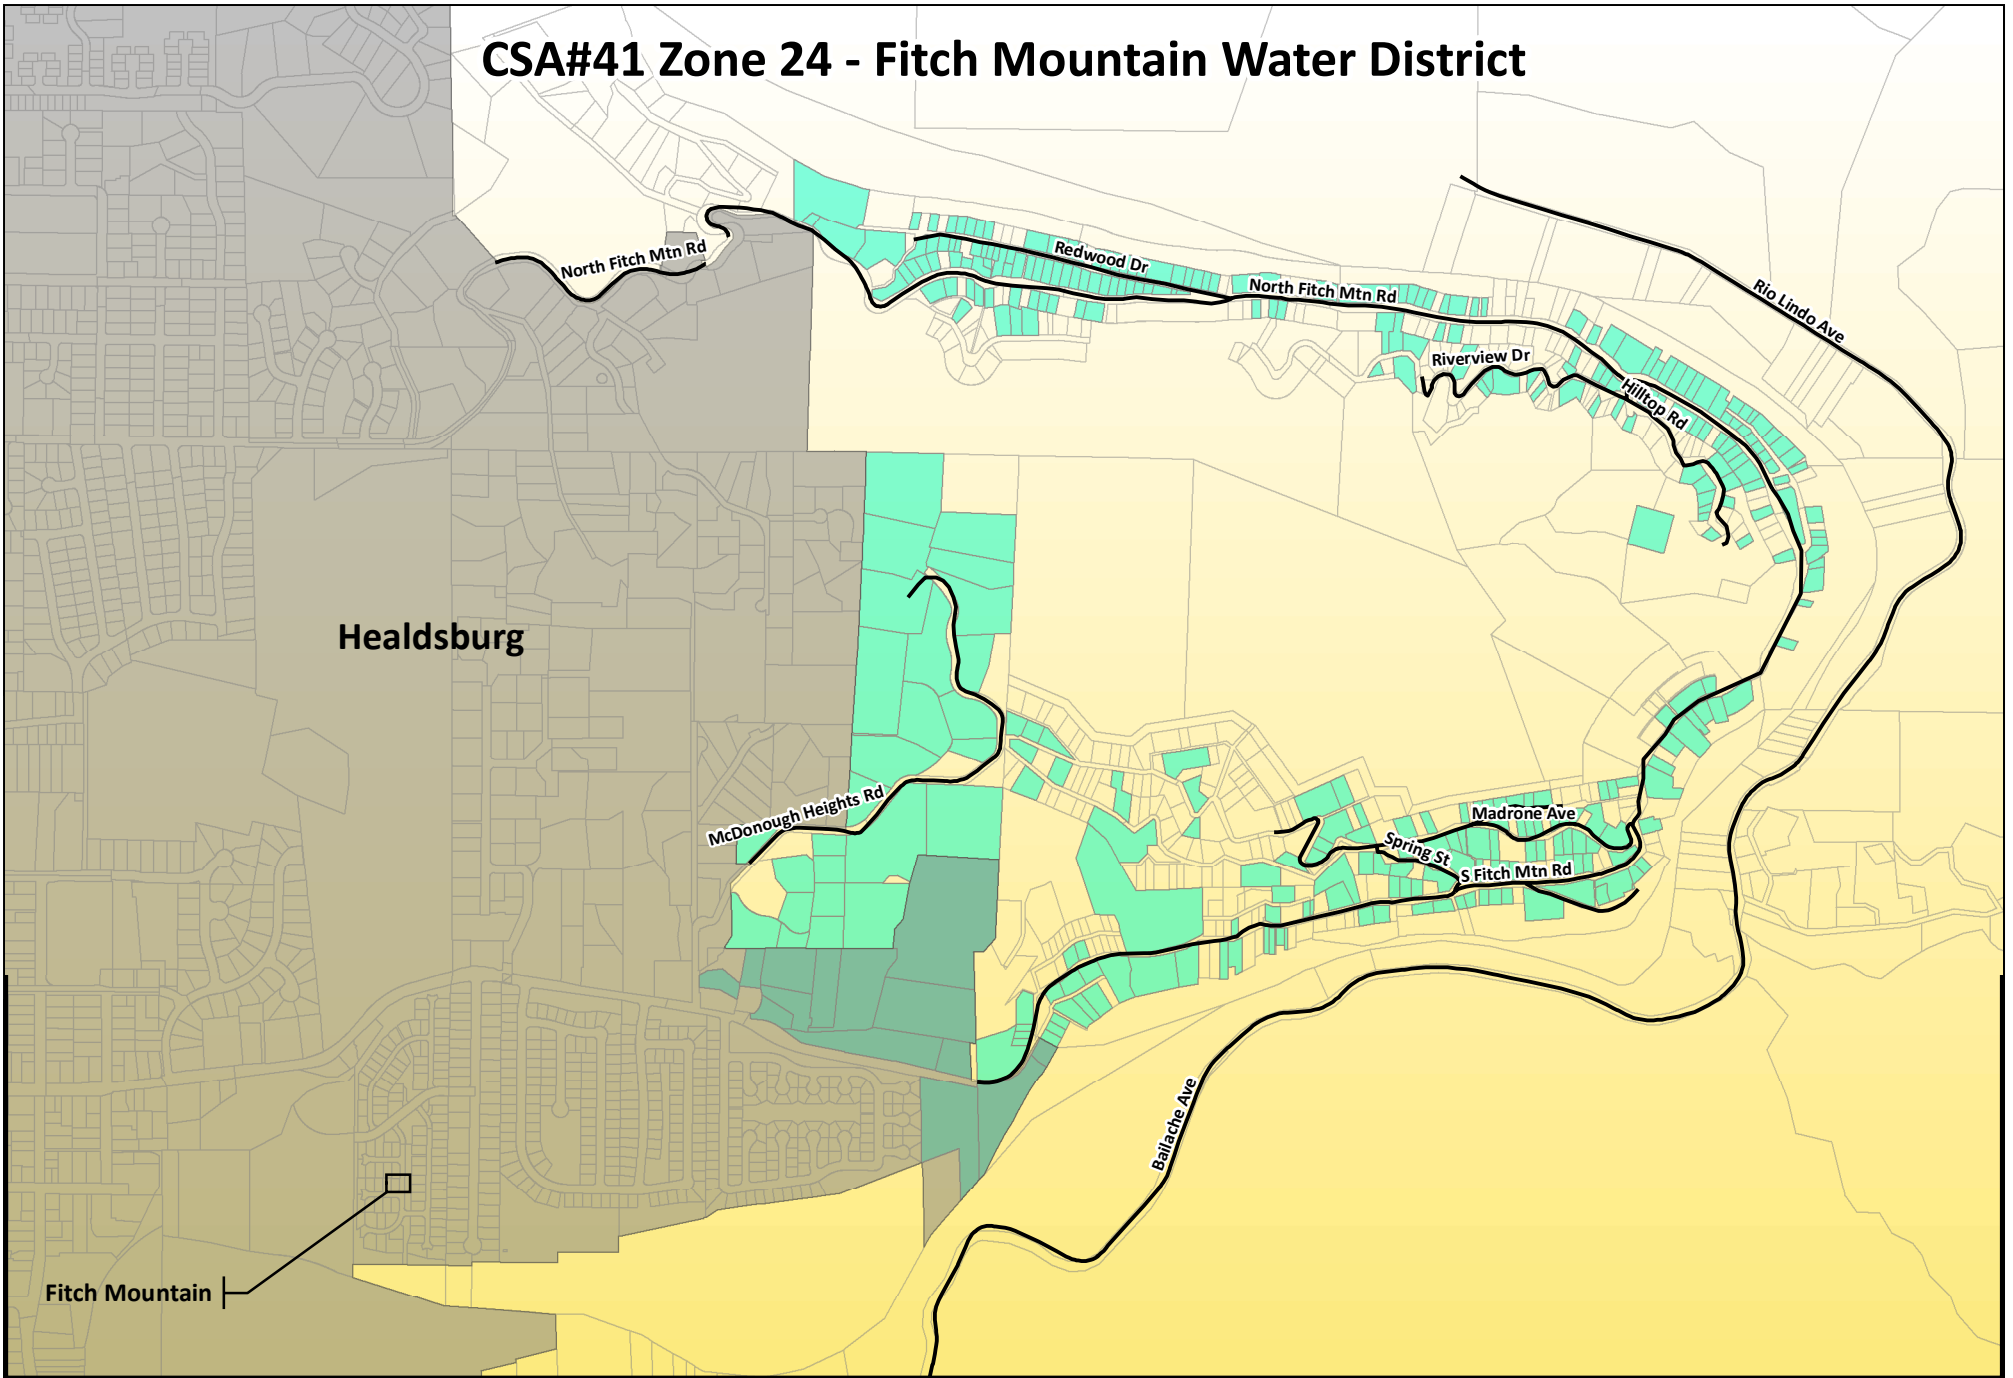 CSA#41 Zone 24 - Fitch Mountain Water District
North Fitch Mtn Rd
Redwood Dr
North Fitch Mtn Rd
Rio Lindo Ave
Riverview Dr
Hilltop Rd
Healdsburg
McDonough Heights Rd
Madrone Ave
Spring St
S Fitch Mtn Rd
Bailache Ave
Fitch Mountain